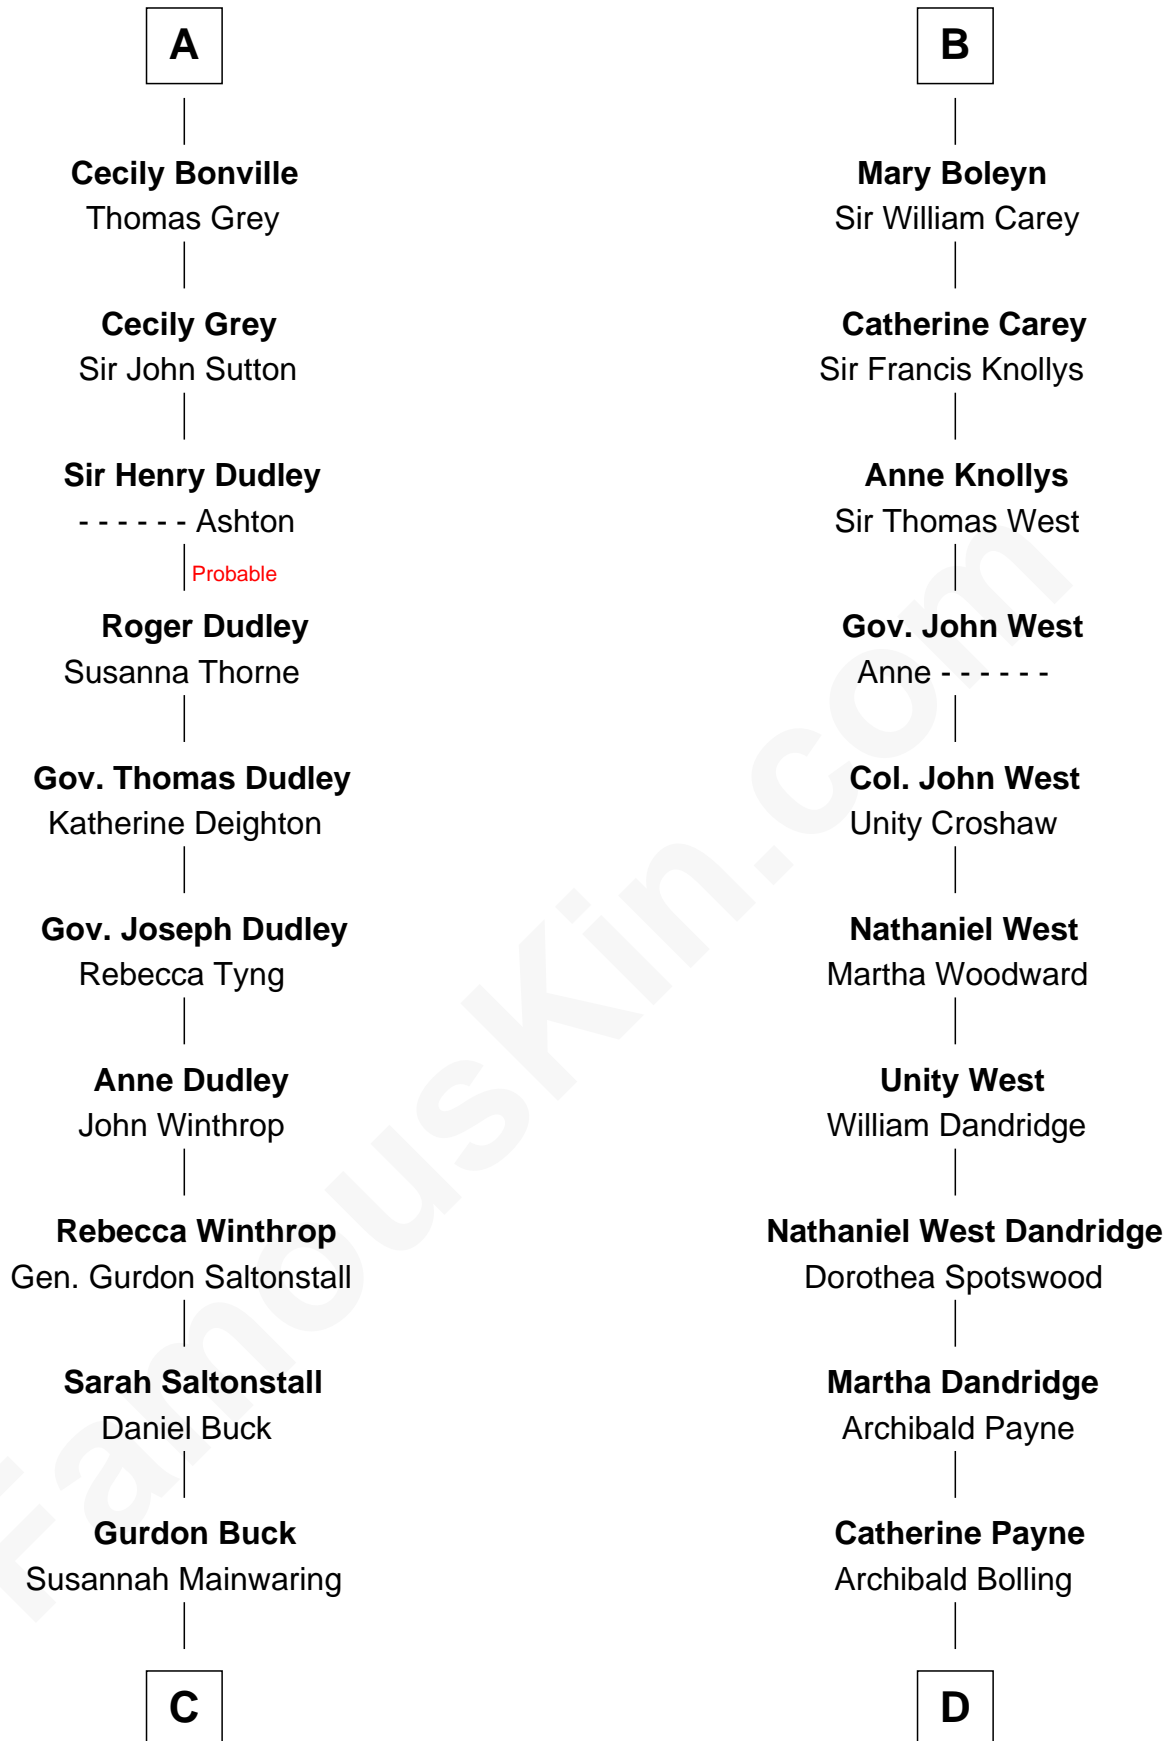 A
Cecily Bonville
Thomas Grey
Cecily Grey
Sir John Sutton
Sir Henry Dudley
- - - - - - Ashton
Probable
Roger Dudley
Susanna Thorne
Gov. Thomas Dudley
Katherine Deighton
Gov. Joseph Dudley
Rebecca Tyng
Anne Dudley
John Winthrop
Rebecca Winthrop
Gen. Gurdon Saltonstall
Sarah Saltonstall
Daniel Buck
Gurdon Buck
Susannah Mainwaring
C
B
Mary Boleyn
Sir William Carey
Catherine Carey
Sir Francis Knollys
Anne Knollys
Sir Thomas West
Gov. John West
Anne - - - - - -
Col. John West
Unity Croshaw
Nathaniel West
Martha Woodward
Unity West
William Dandridge
Nathaniel West Dandridge
Dorothea Spotswood
Martha Dandridge
Archibald Payne
Catherine Payne
Archibald Bolling
D
FamousKin.com